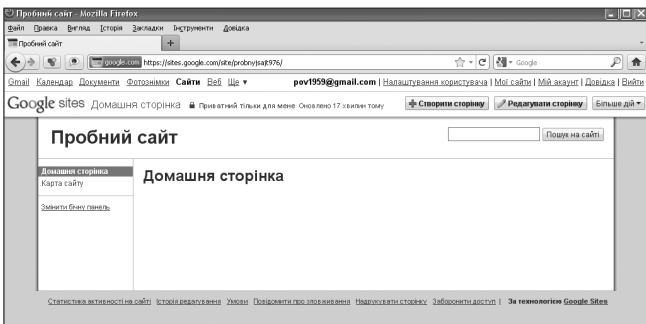 Пробний сайт - Mozilla Firefox
Файл Правка Вигляд Історія Закладки Інструменти Довідка
Пробний сайт
google.com https://sites.google.com/site/probnyjsajt976/ Google
Gmail Календар Документи Фотознімки Сайти Веб Ще ▾ pov1959@gmail.com | Налаштування користувача | Мої сайти | Мій акаунт | Довідка | Вийти
Google sites Домашня сторінка Приватний тільки для мене Оновлено 17 хвилин тому Створити сторінку Редагувати сторінку Більше дій ▾
Пробний сайт Пошук на сайті
Домашня сторінка
Карта сайту
Змінити бічну панель
Домашня сторінка
Статистика активності на сайті Історія редагування Умови Повідомити про зловживання Надрукувати сторінку Заборонити доступ | За технологією Google Sites